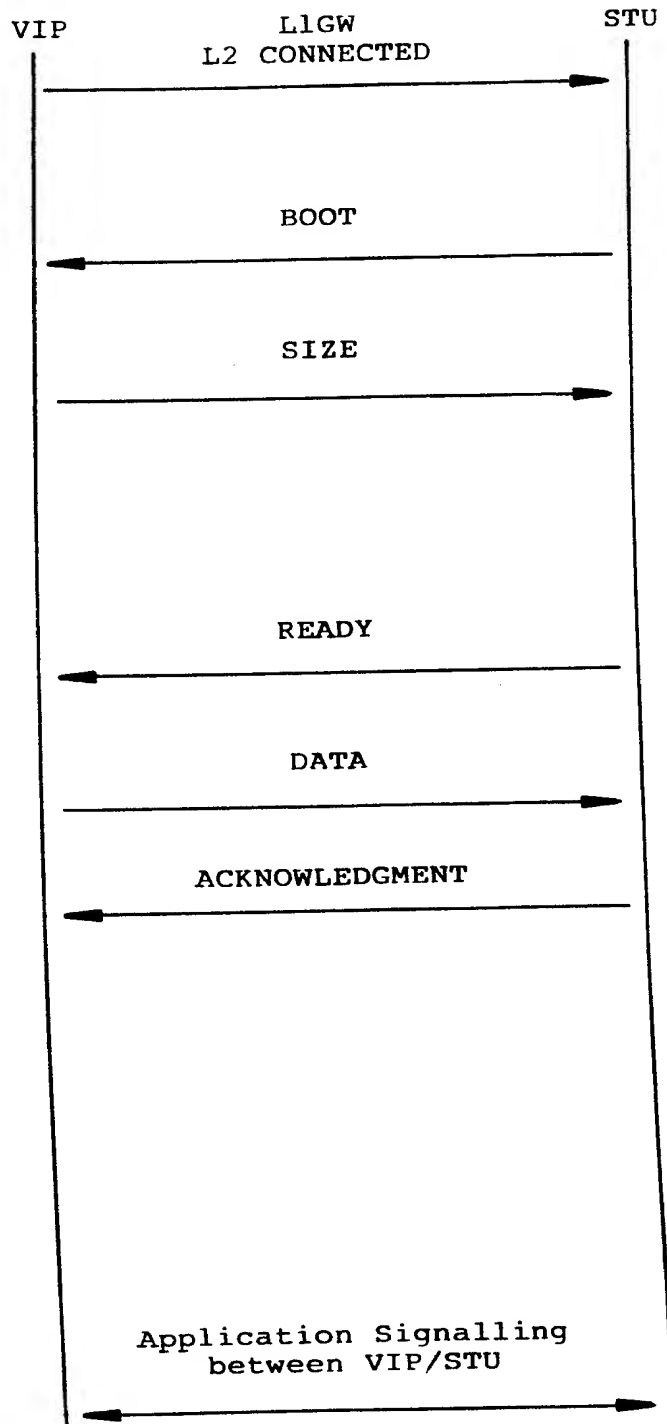 VIP L1GW STU
L2 CONNECTED
BOOT
SIZE
READY
DATA
ACKNOWLEDGMENT
Application Signalling
between VIP/STU